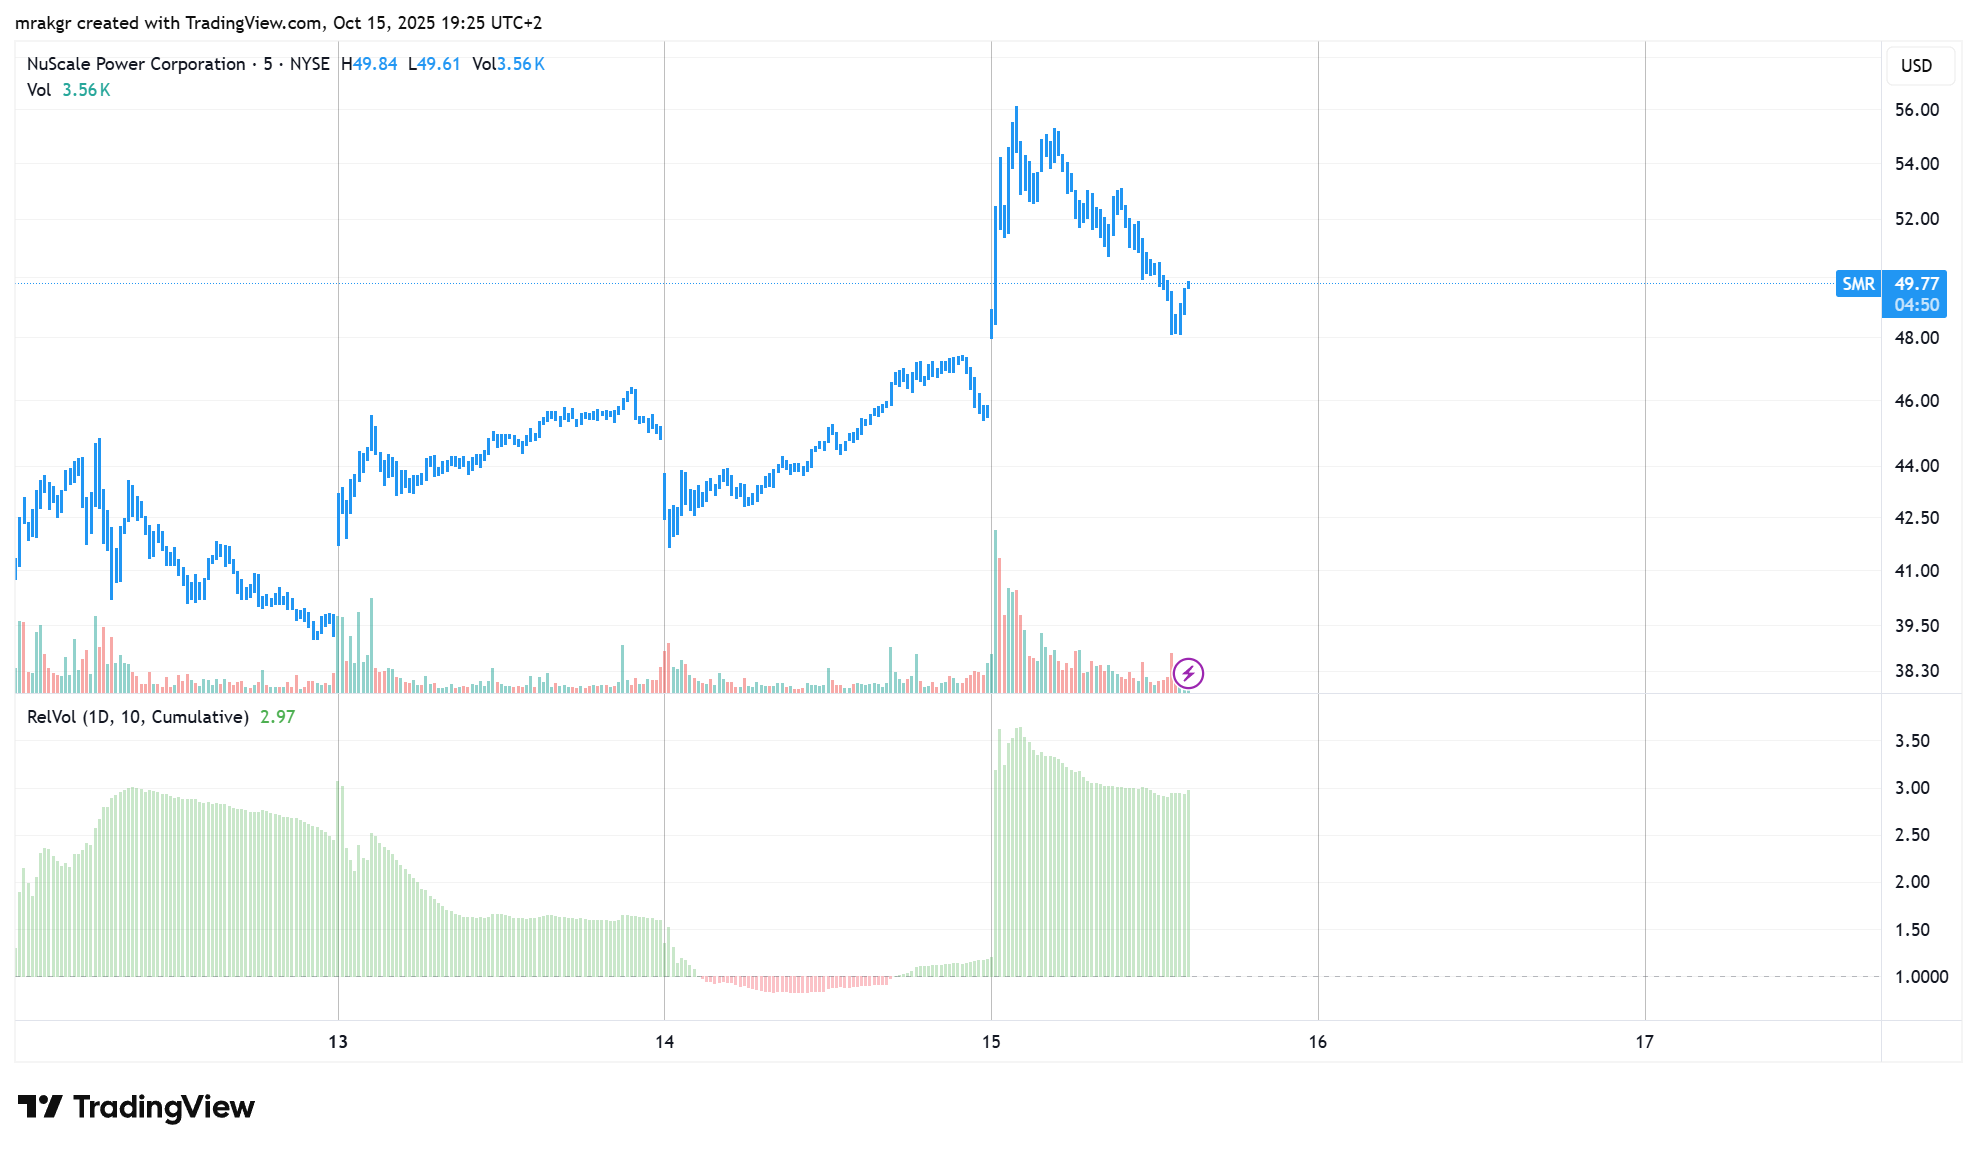 mrakgr created with TradingView.com, Oct 15, 2025 19:25 UTC+2
NuScale Power Corporation · 5 · NYSE H49.84 L49.61 Vol3.56 K
Vol 3.56 K
USD
56.00
54.00
52.00
SMR 49.77
04:50
48.00
46.00
44.00
42.50
41.00
39.50
38.30
RelVol (1D, 10, Cumulative) 2.97
3.50
3.00
2.50
2.00
1.50
1.0000
13 14 15 16 17
TradingView